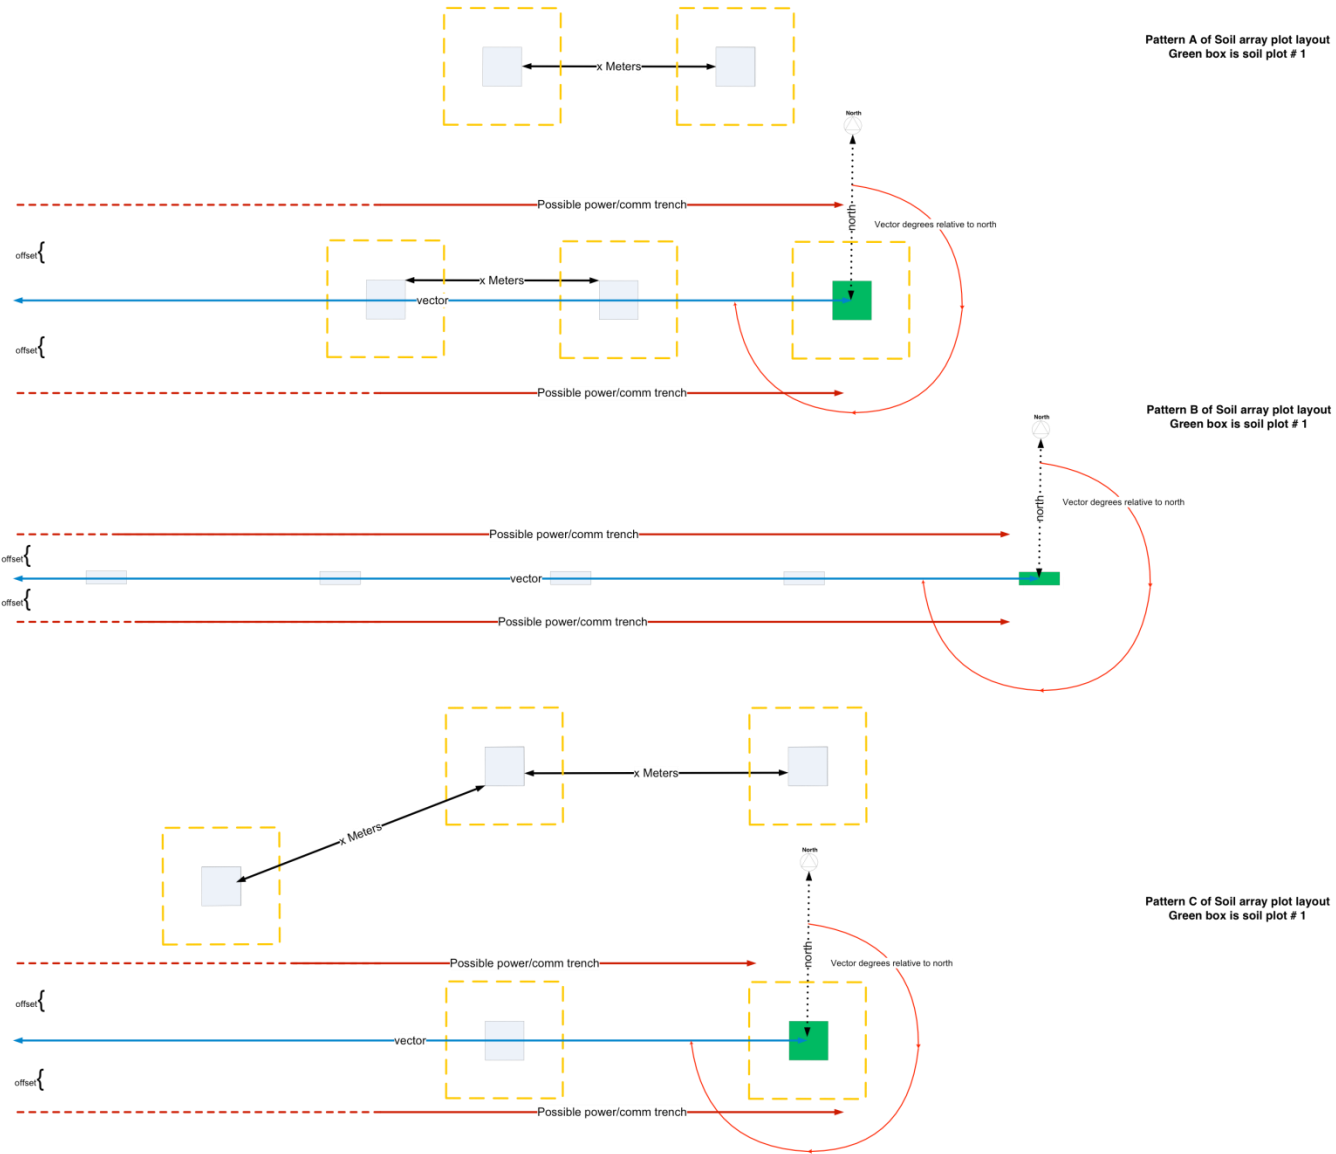 Pattern A of Soil array plot layout
Green box is soil plot # 1
x Meters
North
Possible power/comm trench
north
Vector degrees relative to north
offset{
x Meters
vector
offset{
Possible power/comm trench
Pattern B of Soil array plot layout
Green box is soil plot # 1
North
north
Vector degrees relative to north
Possible power/comm trench
offset{
vector
offset{
Possible power/comm trench
x Meters
x Meters
North
Pattern C of Soil array plot layout
Green box is soil plot # 1
north
Possible power/comm trench
Vector degrees relative to north
offset{
vector
offset{
Possible power/comm trench